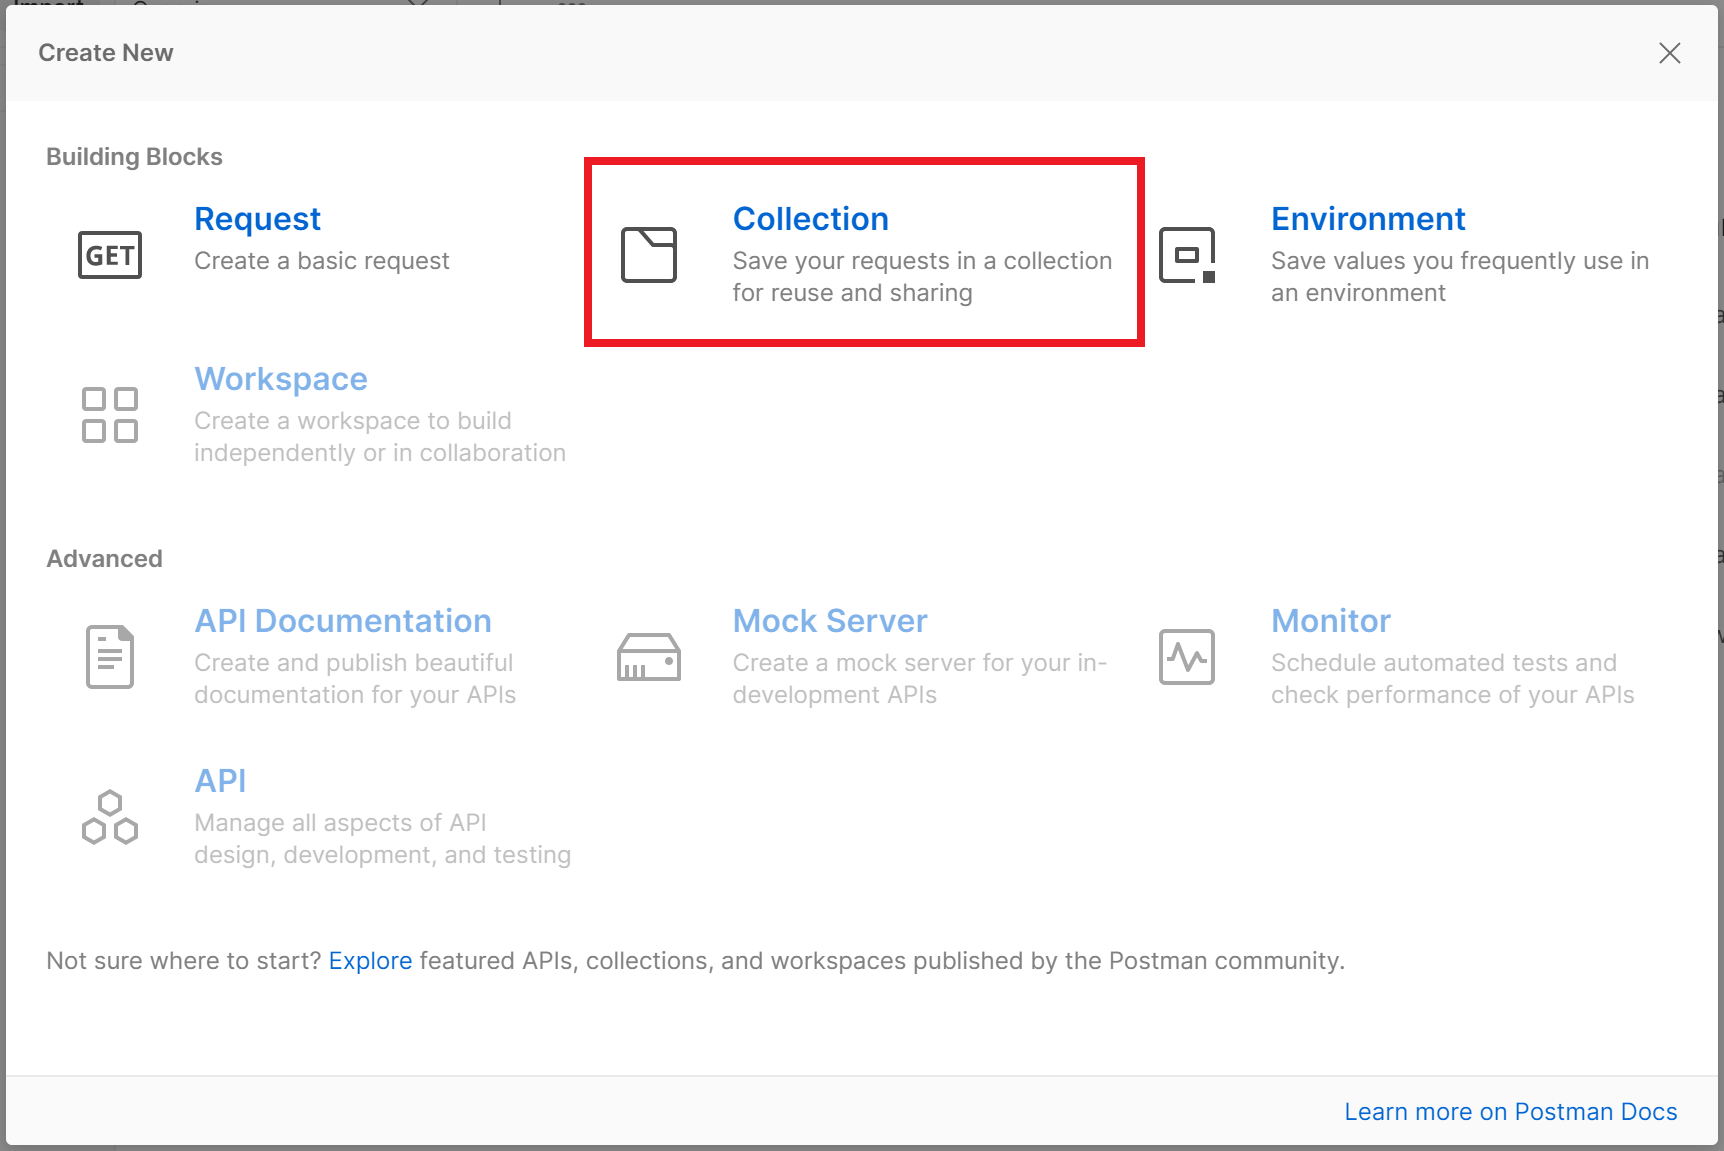 Create New
Building Blocks
GET
Request
Create a basic request
Collection
Save your requests in a collection
for reuse and sharing
Environment
Save values you frequently use in
an environment
Workspace
Create a workspace to build
independently or in collaboration
Advanced
API Documentation
Create and publish beautiful
documentation for your APIs
Mock Server
Create a mock server for your in-
development APIs
Monitor
Schedule automated tests and
check performance of your APIs
API
Manage all aspects of API
design, development, and testing
Not sure where to start? Explore featured APIs, collections, and workspaces published by the Postman community.
Learn more on Postman Docs